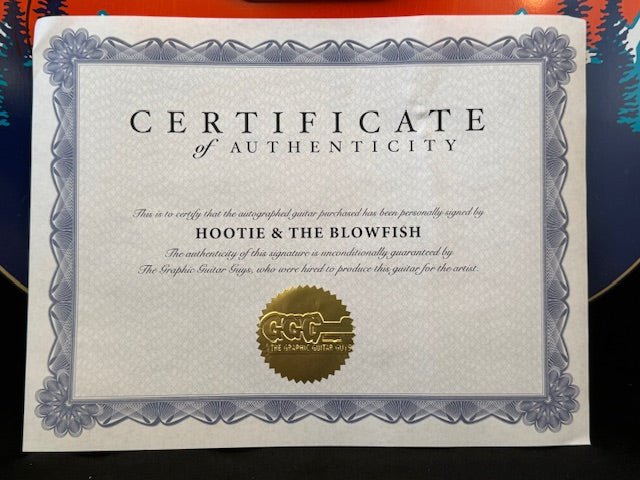 CERTIFICATE
of AUTHENTICITY
This is to certify that the autographed guitar purchased has been personally signed by
HOOTIE & THE BLOWFISH
The authenticity of this signature is unconditionally guaranteed by
The Graphic Guitar Guys, who were hired to produce this guitar for the artist.
GGG
THE GRAPHIC GUITAR GUYS